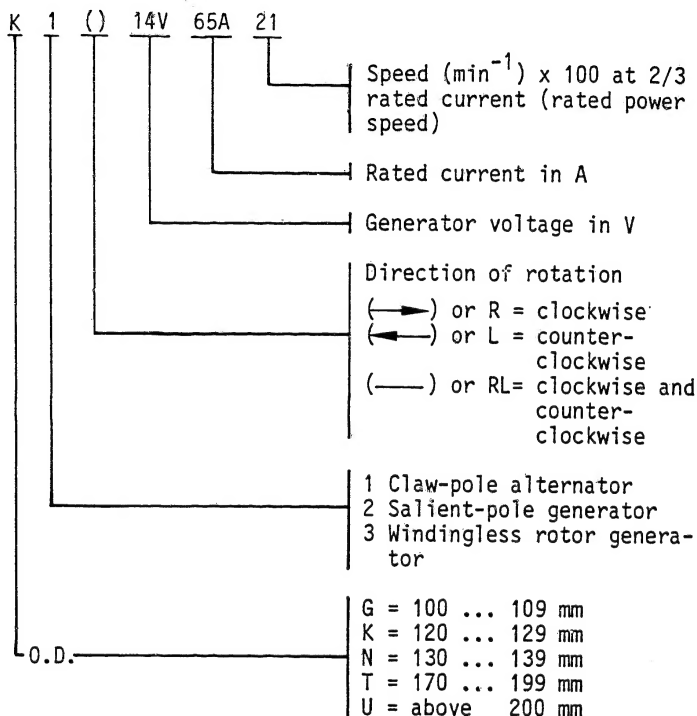 K 1 () 14V 65A 21
Speed (min⁻¹) x 100 at 2/3
rated current (rated power
speed)
Rated current in A
Generator voltage in V
Direction of rotation
(→) or R = clockwise
(←) or L = counter-
clockwise
(—) or RL= clockwise and
counter-
clockwise
1 Claw-pole alternator
2 Salient-pole generator
3 Windingless rotor genera-
tor
O.D.
G = 100 ... 109 mm
K = 120 ... 129 mm
N = 130 ... 139 mm
T = 170 ... 199 mm
U = above 200 mm